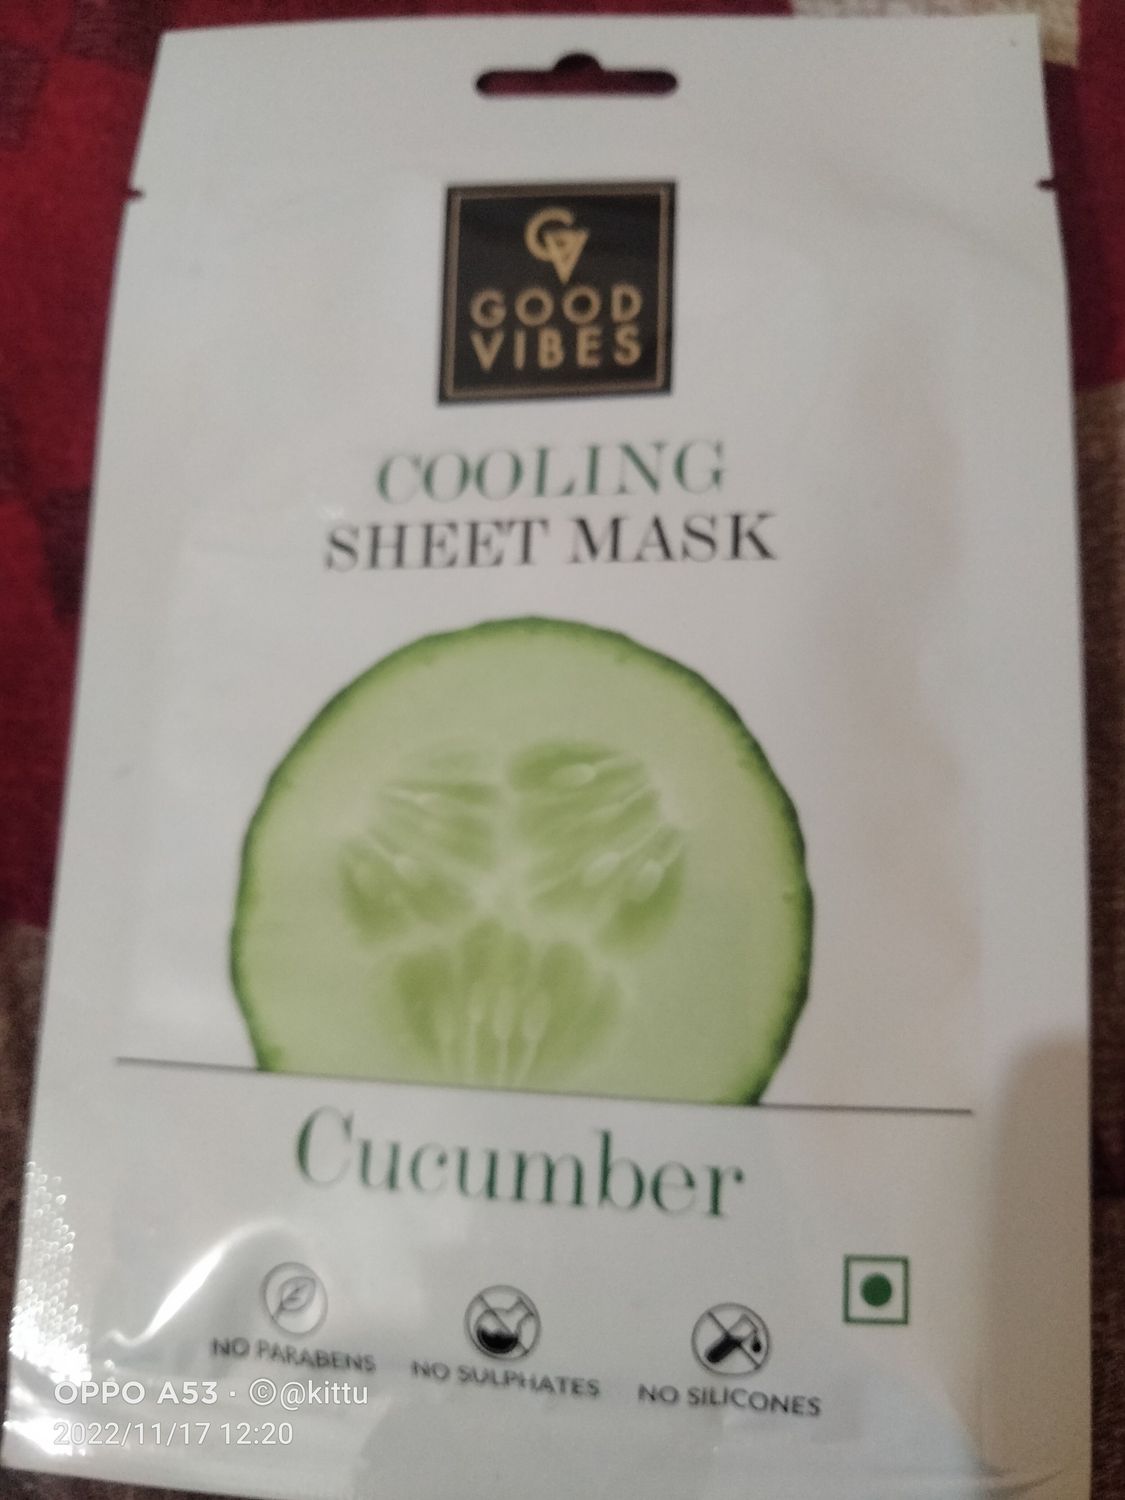 GV
GOOD
VIBES
COOLING
SHEET MASK
Cucumber
NO PARABENS
NO SULPHATES
NO SILICONES
OPPO A53 · ©@kittu
2022/11/17 12:20